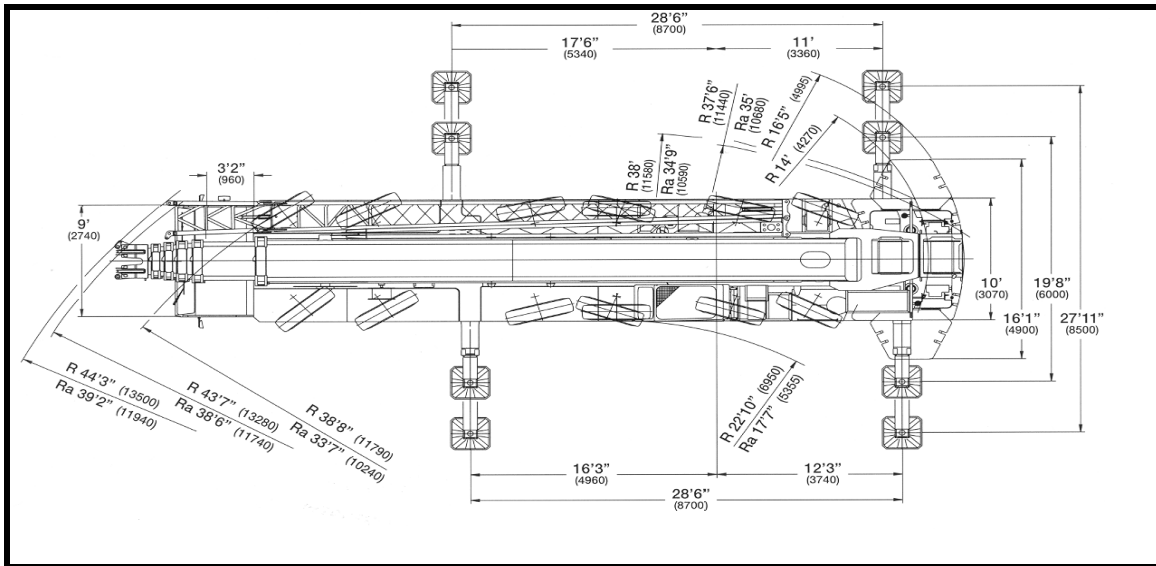 28'6"
(8700)
17'6"
(5340)
11'
(3360)
R 37'6"
(11440)
Ra 35'
(10680)
R 16'5" (4995)
R 14' (4270)
R 38'
(11580)
Ra 34'9"
(10590)
3'2"
(960)
9'
(2740)
10'
(3070)
16'1"
(4900)
19'8"
(6000)
27'11"
(8500)
R 44'3" (13500)
Ra 39'2" (11940)
R 43'7" (13280)
Ra 38'6" (11740)
R 38'8" (11790)
Ra 33'7" (10240)
R 22'10" (6950)
Ra 17'7" (5355)
16'3"
(4960)
12'3"
(3740)
28'6"
(8700)